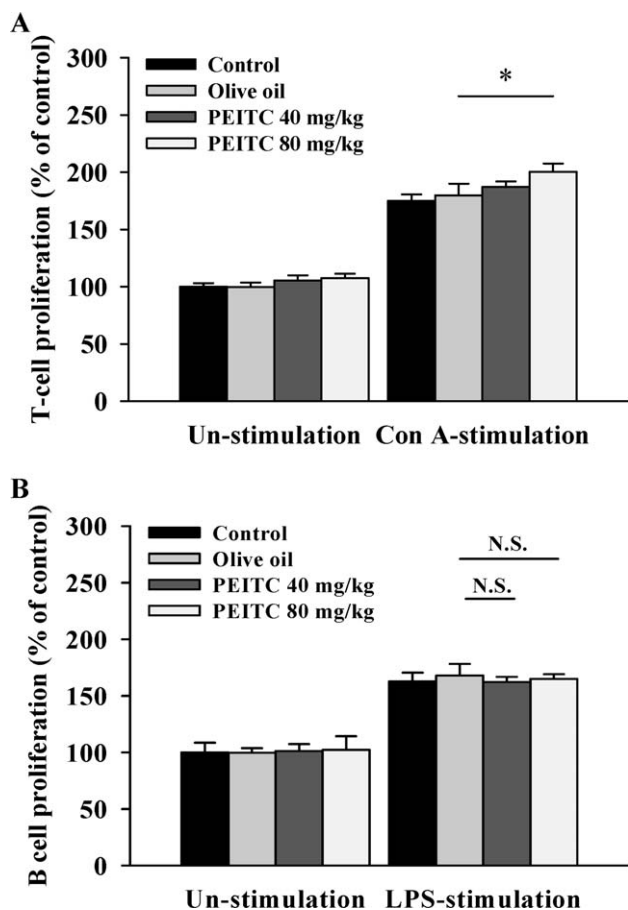 A
T-cell proliferation (% of control)
300
250
200
150
100
50
0
Control
Olive oil
PEITC 40 mg/kg
PEITC 80 mg/kg
*
Un-stimulation Con A-stimulation
B
B cell proliferation (% of control)
300
250
200
150
100
50
0
Control
Olive oil
PEITC 40 mg/kg
PEITC 80 mg/kg
N.S.
N.S.
Un-stimulation LPS-stimulation